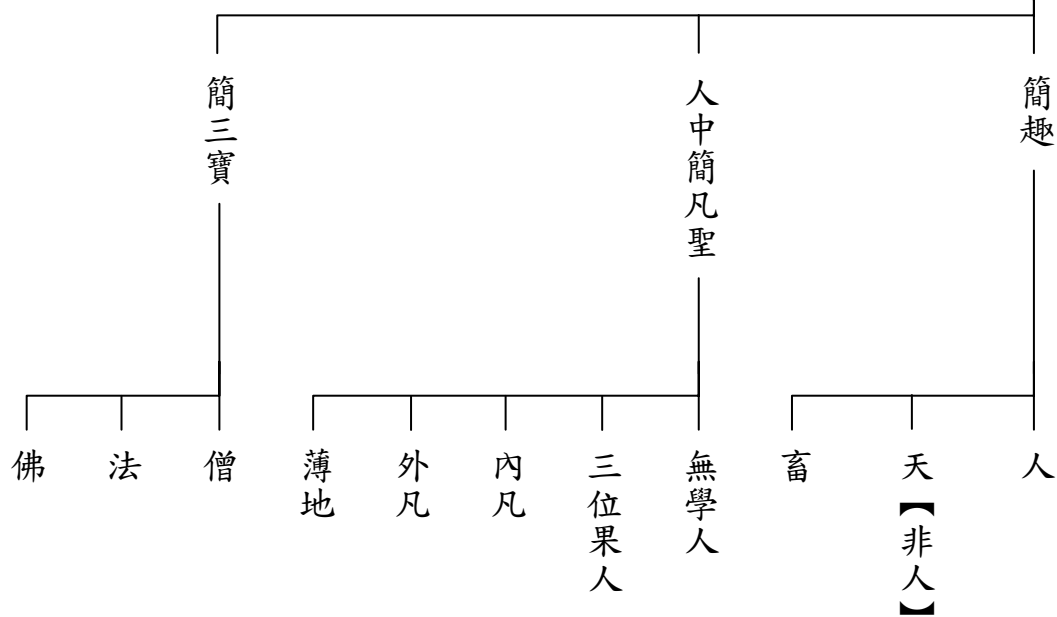 簡趣
人中簡凡聖
簡三寶
人
天【非人】
畜
無學人
三位果人
內凡
外凡
薄地
僧
法
佛